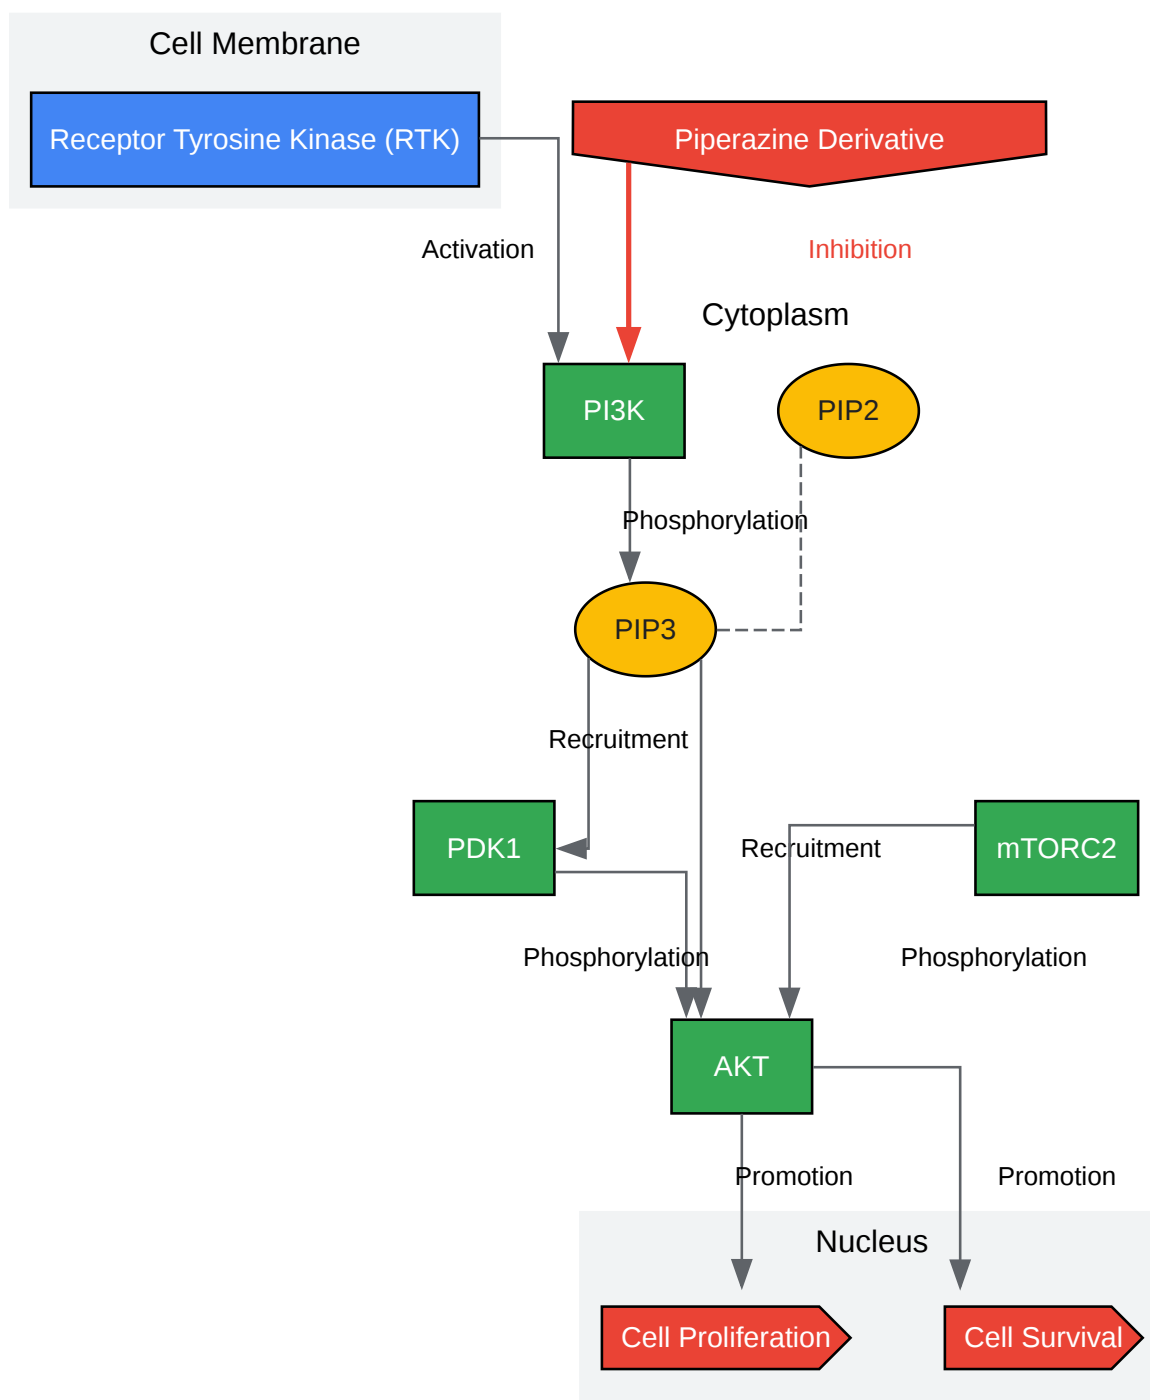 Cell Membrane
Receptor Tyrosine Kinase (RTK)
Piperazine Derivative
Activation
Inhibition
Cytoplasm
PI3K
PIP2
Phosphorylation
PIP3
Recruitment
PDK1
Recruitment
mTORC2
Phosphorylation
Phosphorylation
AKT
Promotion
Promotion
Nucleus
Cell Proliferation
Cell Survival